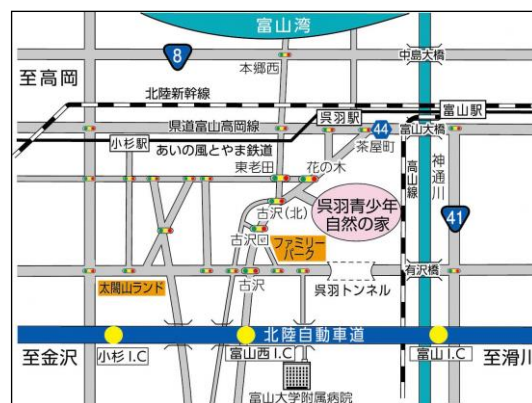 富山湾
8
中島大橋
本郷西
至高岡
北陸新幹線
呉羽駅
富山駅
県道富山高岡線
44
富山大橋
小杉駅
あいの風とやま鉄道
茶屋町
東老田
花の木
高山線
神通川
古沢(北)
呉羽青少年
自然の家
41
古沢
ファミリー
パーク
有沢橋
太閤山ランド
古沢
呉羽トンネル
北陸自動車道
至金沢
小杉 I.C
富山西 I.C
富山 I.C
至滑川
富山大学附属病院